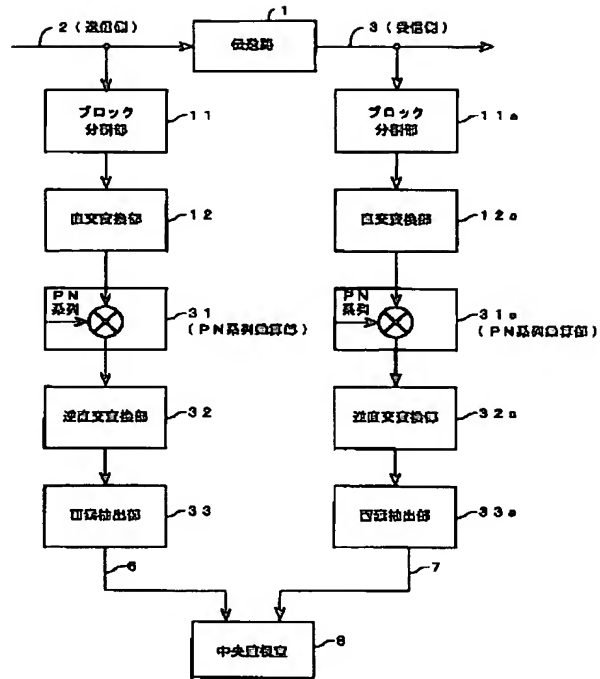 1
2（送信側）
伝送路
3（受信側）
ブロック
分割部
11
ブロック
分割部
11a
直交変換部
12
直交変換部
12a
PN
系列
31
（PN系列乗算部）
PN
系列
31a
（PN系列乗算部）
逆直交変換部
32
逆直交変換部
32a
画素抽出部
33
画素抽出部
33a
6
7
中央監視室
8